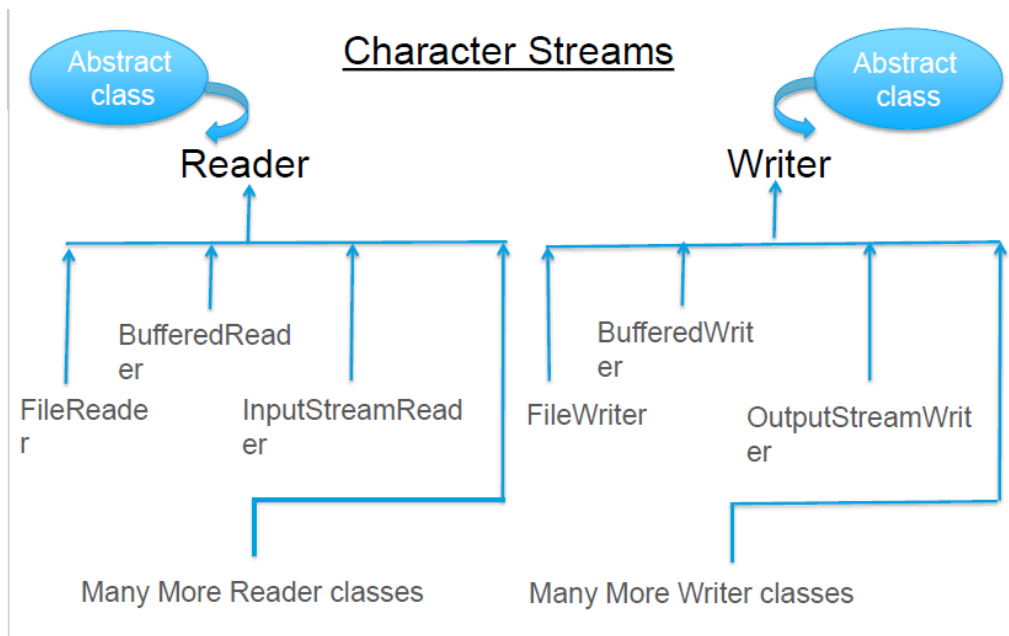 Character Streams
Abstract
class
Abstract
class
Reader
Writer
BufferedRead
er
BufferedWrit
er
FileReade
r
InputStreamRead
er
FileWriter
OutputStreamWrit
er
Many More Reader classes
Many More Writer classes